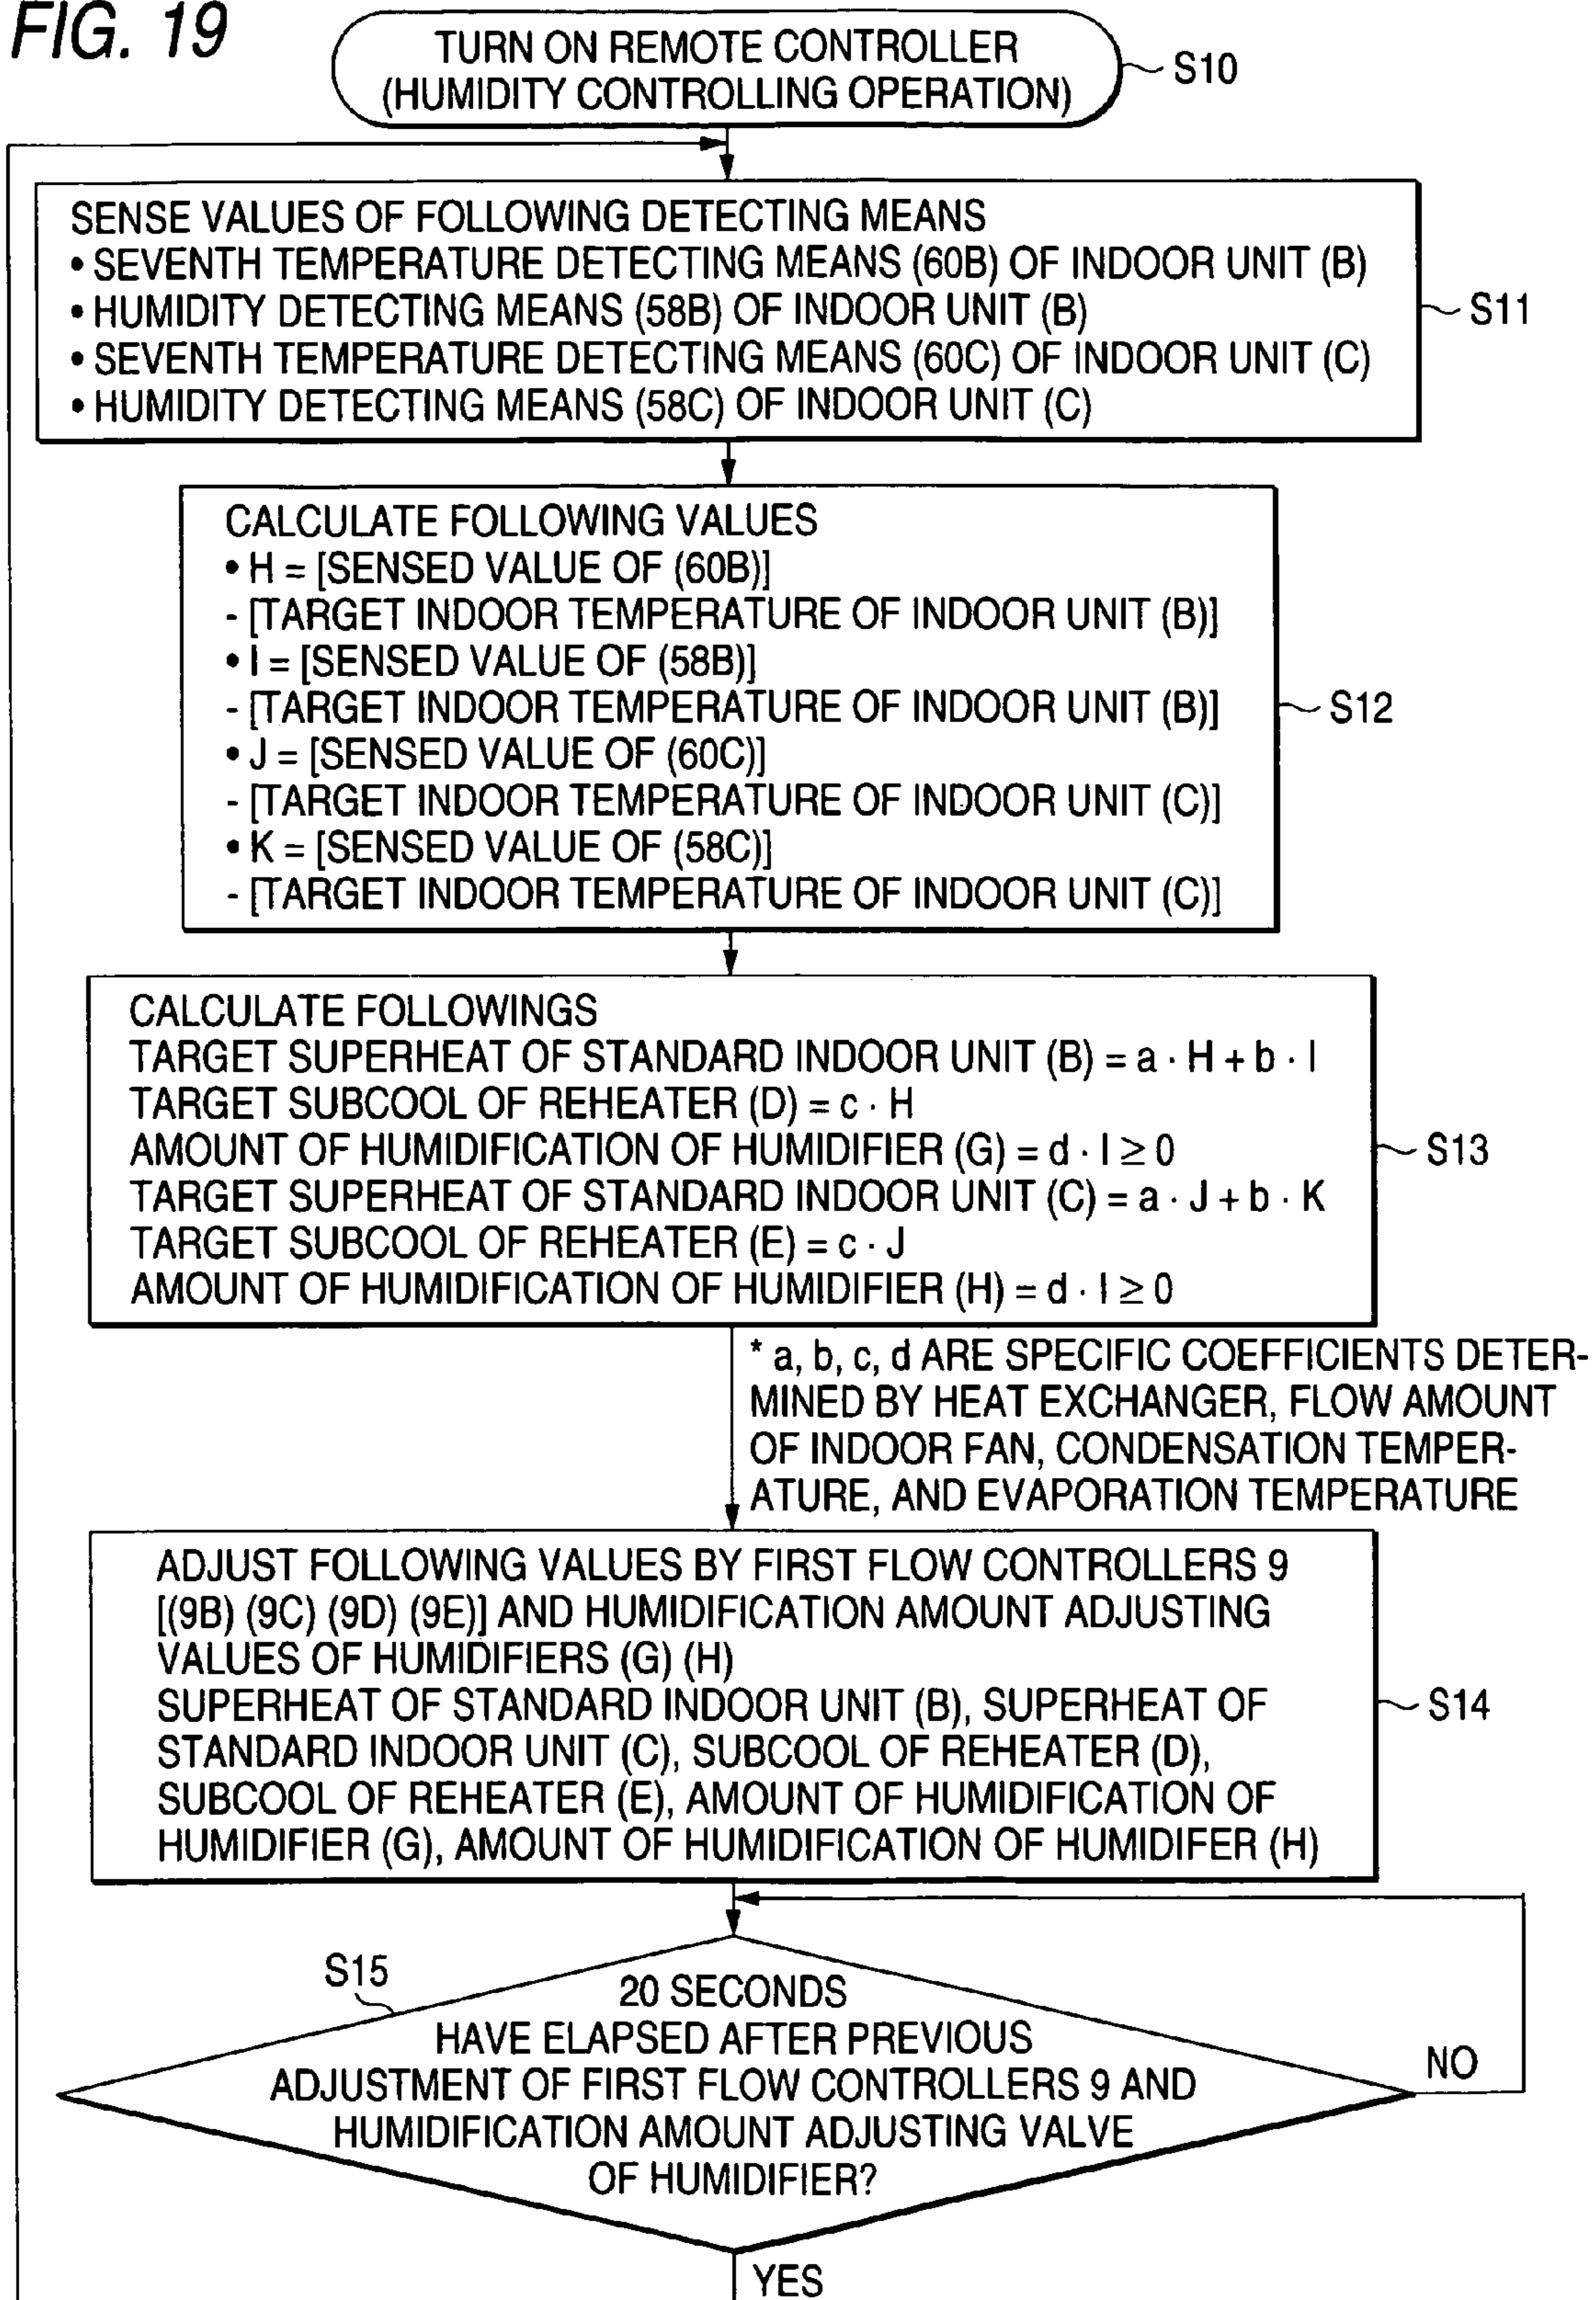 FIG. 19
TURN ON REMOTE CONTROLLER
(HUMIDITY CONTROLLING OPERATION)
S10
SENSE VALUES OF FOLLOWING DETECTING MEANS
• SEVENTH TEMPERATURE DETECTING MEANS (60B) OF INDOOR UNIT (B)
• HUMIDITY DETECTING MEANS (58B) OF INDOOR UNIT (B)
• SEVENTH TEMPERATURE DETECTING MEANS (60C) OF INDOOR UNIT (C)
• HUMIDITY DETECTING MEANS (58C) OF INDOOR UNIT (C)
S11
CALCULATE FOLLOWING VALUES
• H = [SENSED VALUE OF (60B)]
- [TARGET INDOOR TEMPERATURE OF INDOOR UNIT (B)]
• I = [SENSED VALUE OF (58B)]
- [TARGET INDOOR TEMPERATURE OF INDOOR UNIT (B)]
• J = [SENSED VALUE OF (60C)]
- [TARGET INDOOR TEMPERATURE OF INDOOR UNIT (C)]
• K = [SENSED VALUE OF (58C)]
- [TARGET INDOOR TEMPERATURE OF INDOOR UNIT (C)]
S12
CALCULATE FOLLOWINGS
TARGET SUPERHEAT OF STANDARD INDOOR UNIT (B) = a · H + b · I
TARGET SUBCOOL OF REHEATER (D) = c · H
AMOUNT OF HUMIDIFICATION OF HUMIDIFIER (G) = d · I ≥ 0
TARGET SUPERHEAT OF STANDARD INDOOR UNIT (C) = a · J + b · K
TARGET SUBCOOL OF REHEATER (E) = c · J
AMOUNT OF HUMIDIFICATION OF HUMIDIFIER (H) = d · I ≥ 0
S13
* a, b, c, d ARE SPECIFIC COEFFICIENTS DETER-
MINED BY HEAT EXCHANGER, FLOW AMOUNT
OF INDOOR FAN, CONDENSATION TEMPER-
ATURE, AND EVAPORATION TEMPERATURE
ADJUST FOLLOWING VALUES BY FIRST FLOW CONTROLLERS 9
[(9B) (9C) (9D) (9E)] AND HUMIDIFICATION AMOUNT ADJUSTING
VALUES OF HUMIDIFIERS (G) (H)
SUPERHEAT OF STANDARD INDOOR UNIT (B), SUPERHEAT OF
STANDARD INDOOR UNIT (C), SUBCOOL OF REHEATER (D),
SUBCOOL OF REHEATER (E), AMOUNT OF HUMIDIFICATION OF
HUMIDIFIER (G), AMOUNT OF HUMIDIFICATION OF HUMIDIFER (H)
S14
S15
20 SECONDS
HAVE ELAPSED AFTER PREVIOUS
ADJUSTMENT OF FIRST FLOW CONTROLLERS 9 AND
HUMIDIFICATION AMOUNT ADJUSTING VALVE
OF HUMIDIFIER?
NO
YES